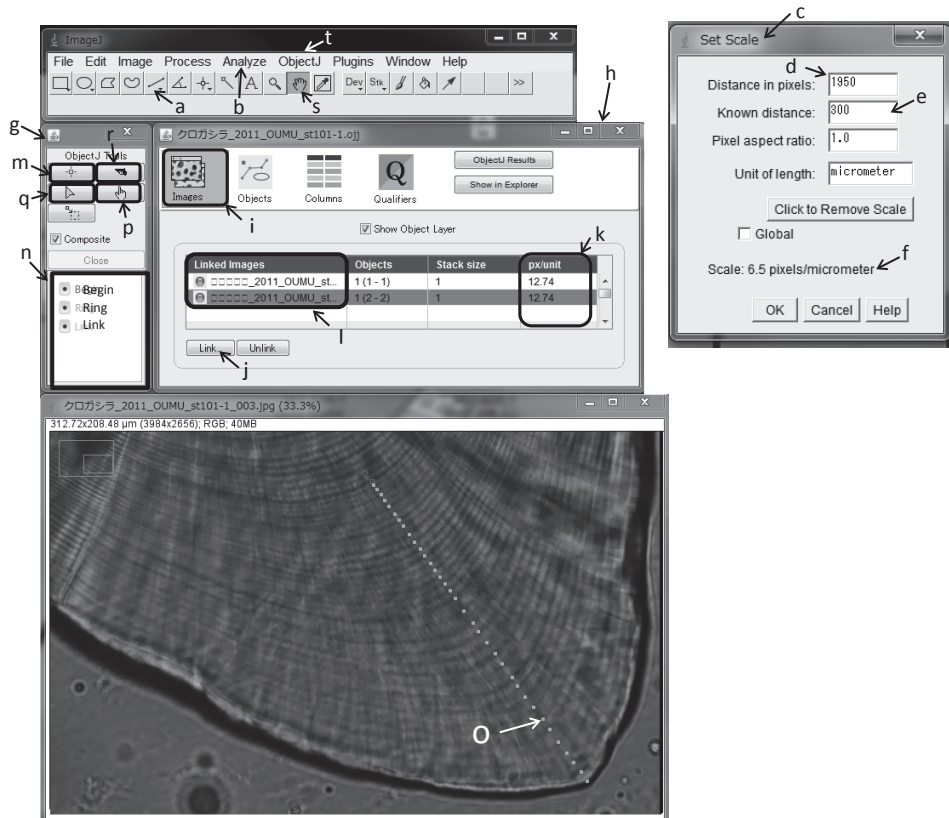 ImageJ
t
File Edit Image Process Analyze ObjectJ Plugins Window Help
A Dev Stk >>
a
b
s
c
Set Scale
d
Distance in pixels: 1950
e
Known distance: 300
Pixel aspect ratio: 1.0
Unit of length: micrometer
Click to Remove Scale
Global
f
Scale: 6.5 pixels/micrometer
OK Cancel Help
g
r
x
ObjectJ Tools
m
q
p
Composite
Close
n
Begin
Ring
Link
h
クロガシラ_2011_OUMU_st101-1.ojj
Images
Objects
Columns
Q
Qualifiers
ObjectJ Results
Show in Explorer
i
Show Object Layer
k
Linked Images Objects Stack size px/unit
□□□□□_2011_OUMU_st... 1 (1 - 1) 1 12.74
□□□□□_2011_OUMU_st... 1 (2 - 2) 1 12.74
l
Link... Unlink
j
クロガシラ_2011_OUMU_st101-1_003.jpg (33.3%)
312.72x208.48 µm (3984x2656); RGB; 40MB
o